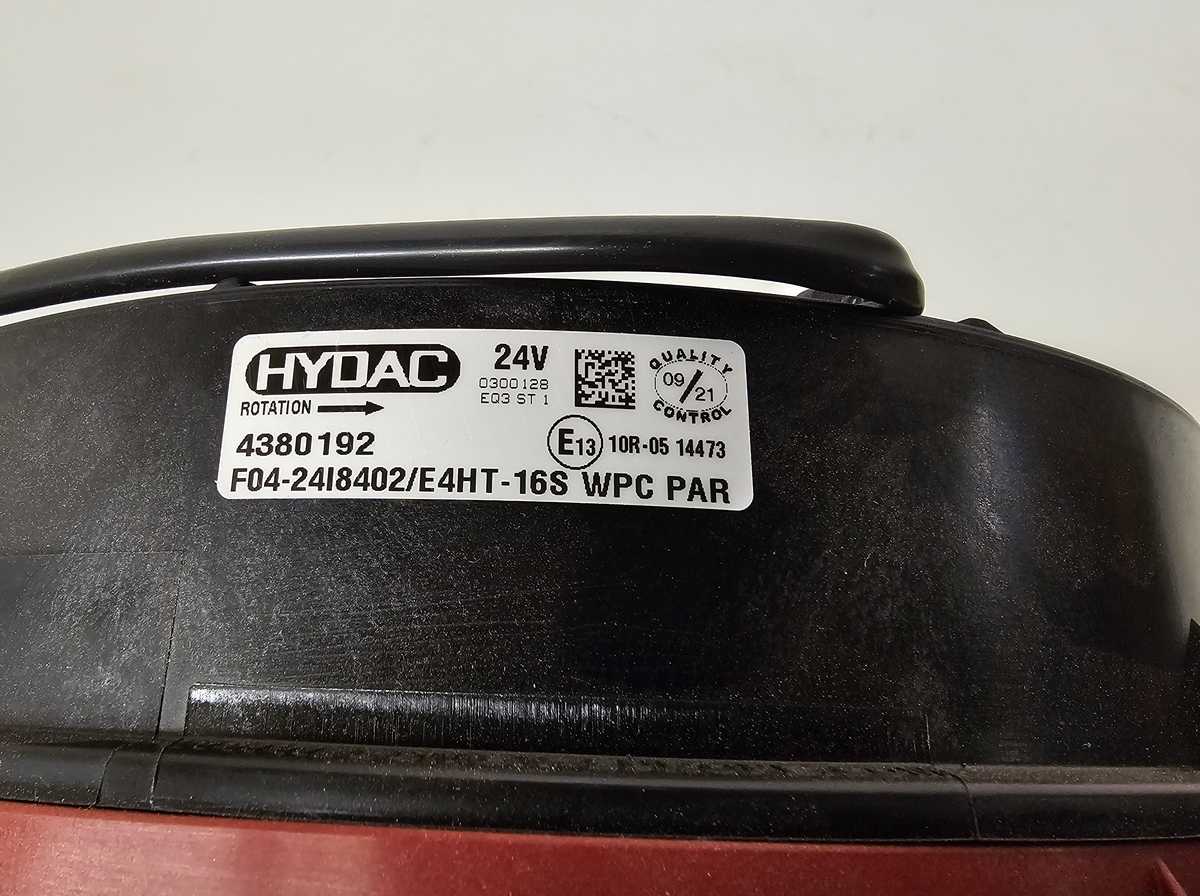 HYDAC
24V
0300128
EQ3 ST 1
QUALITY
09/21
CONTROL
ROTATION
4380192
E13 10R-05 14473
F04-24I8402/E4HT-16S WPC PAR